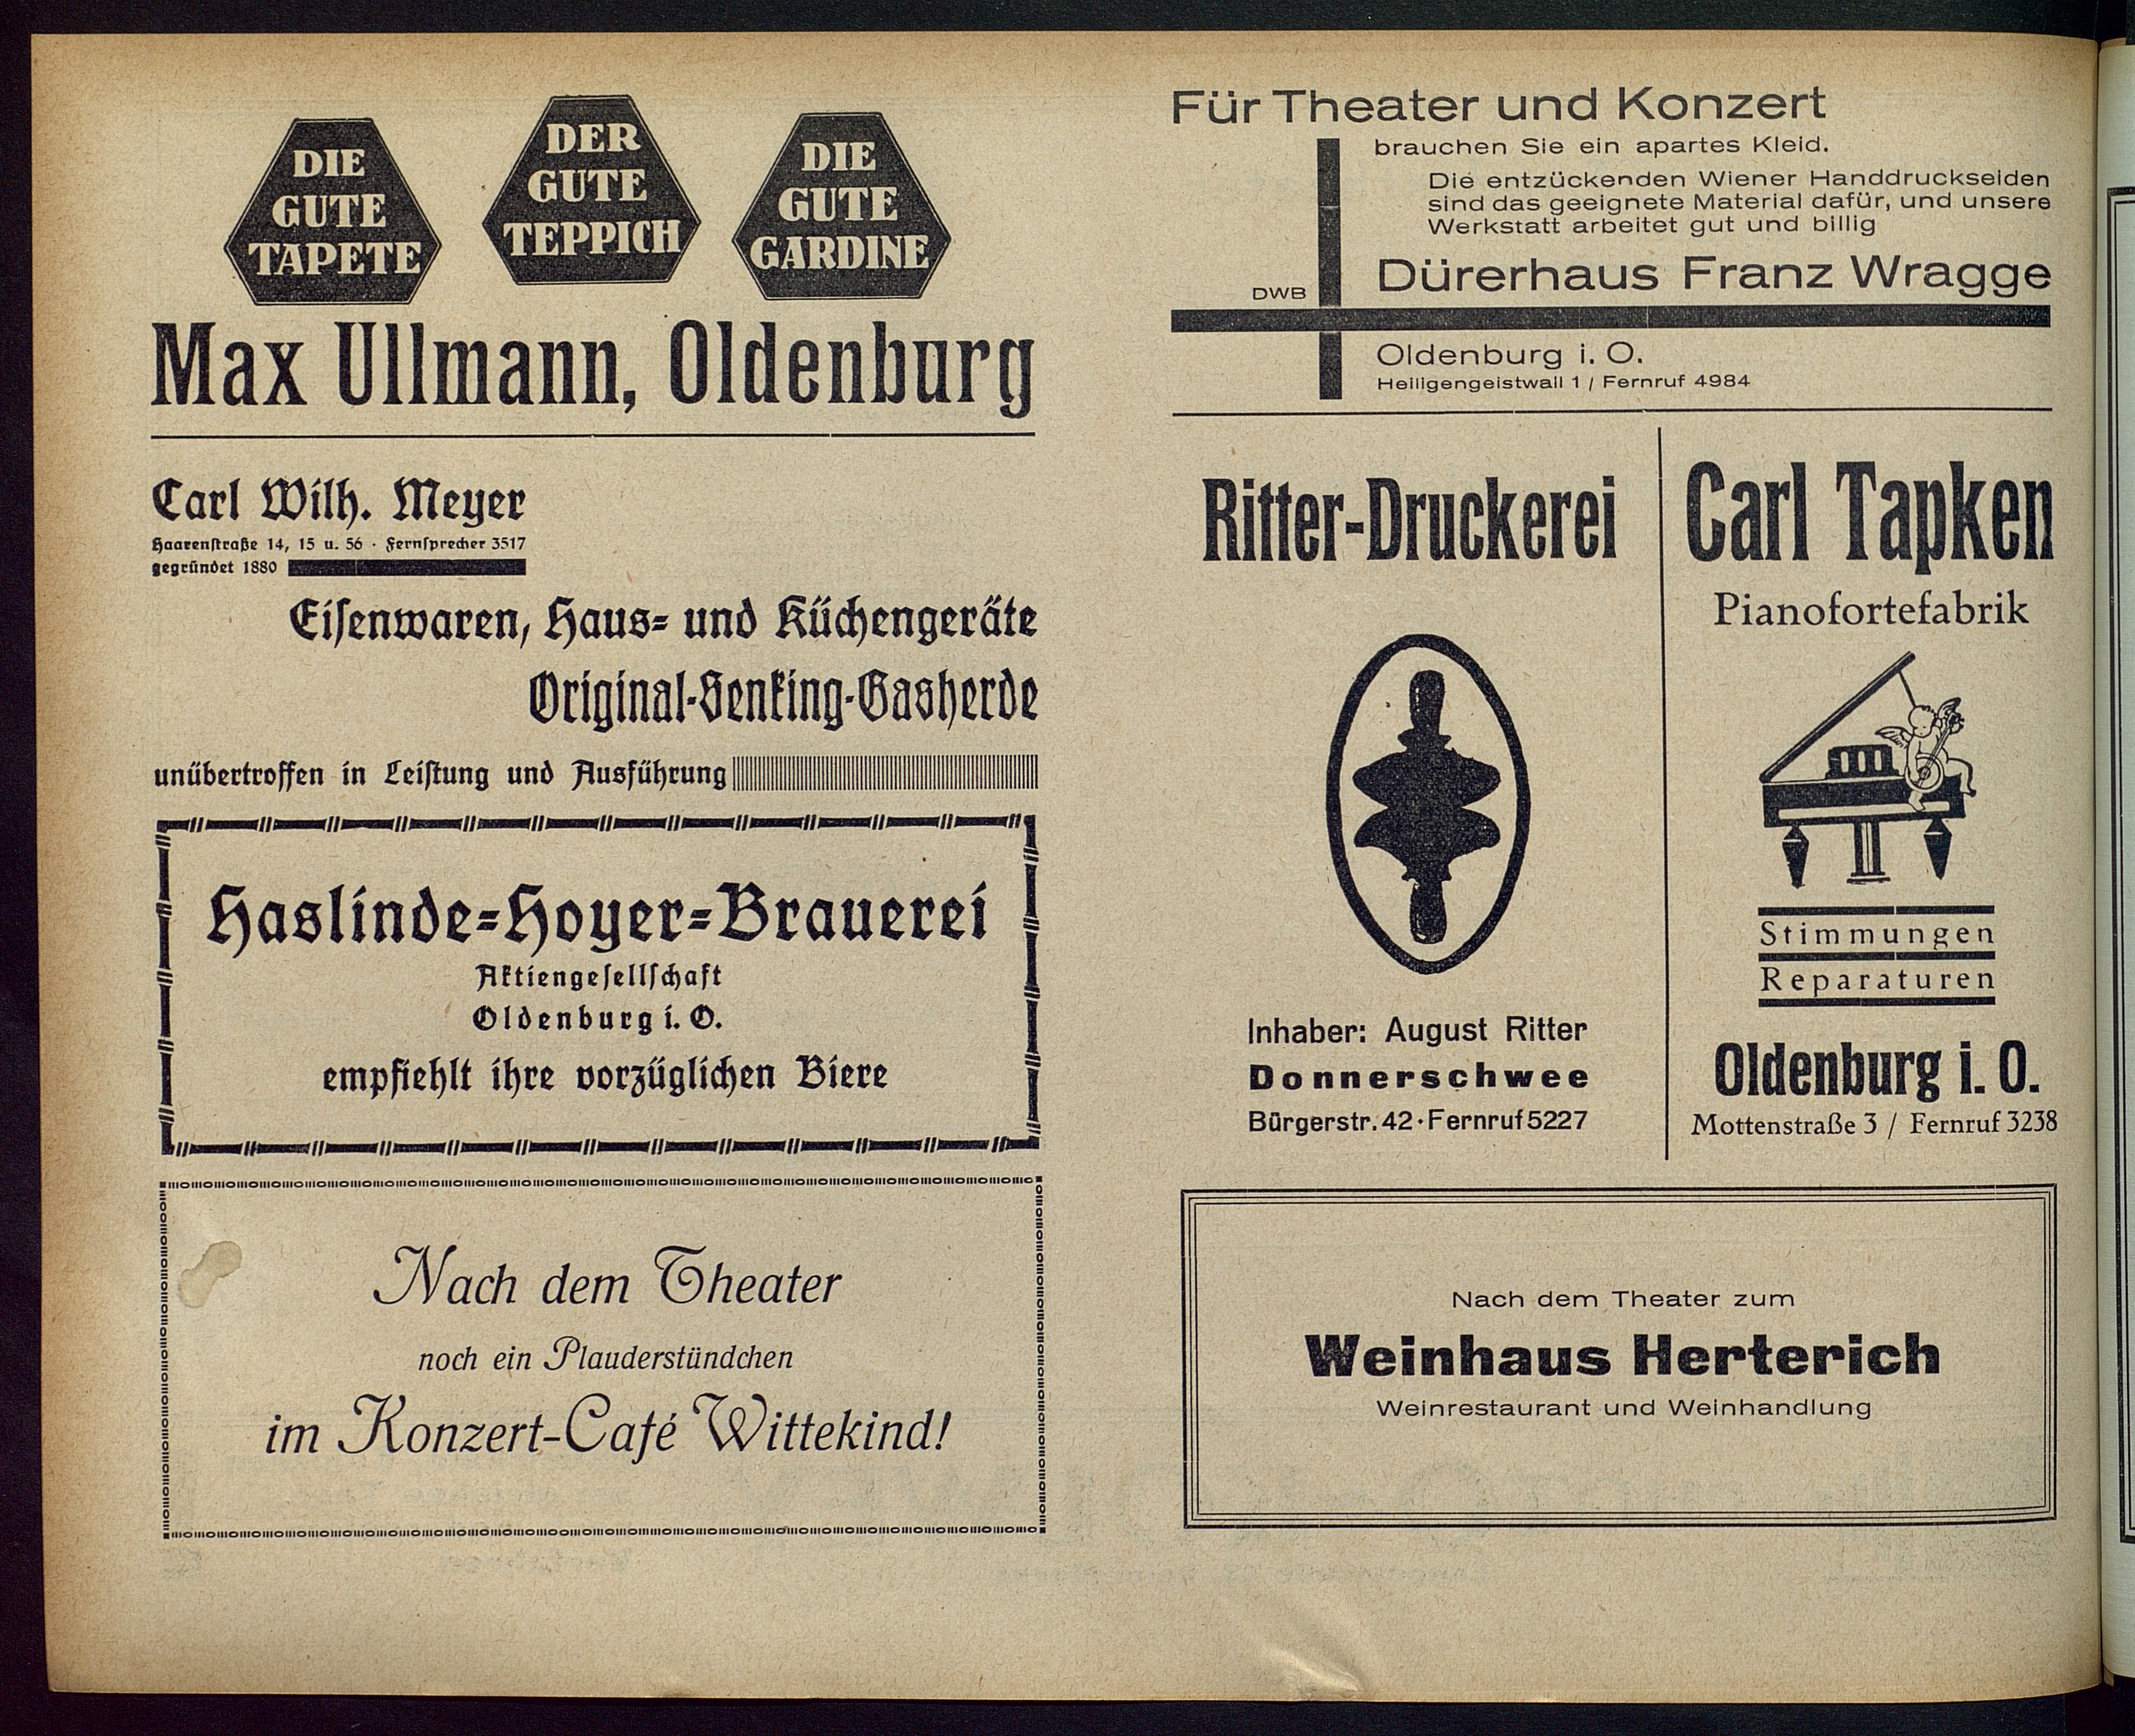 DIE
GUTE
TAPETE
DER
GUTE
TEPPICH
DIE
GUTE
GARDINE
Max Ullmann, Oldenburg
Carl Wilh. Meyer
Haarenſtraße 14, 15 u. 56 · Fernſprecher 3517
gegründet 1880
Eiſenwaren, Haus- und Küchengeräte
Original-Senking-Gasherde
unübertroffen in Leiſtung und Ausführung
Haslinde-Hoyer-Brauerei
Aktiengeſellſchaft
Oldenburg i. O.
empfiehlt ihre vorzüglichen Biere
Nach dem Theater
noch ein Plauderstündchen
im Konzert-Café Wittekind!
Für Theater und Konzert
brauchen Sie ein apartes Kleid.
Die entzückenden Wiener Handdruckseiden
sind das geeignete Material dafür, und unsere
Werkstatt arbeitet gut und billig
Dürerhaus Franz Wragge
DWB
Oldenburg i. O.
Heiligengeistwall 1 / Fernruf 4984
Ritter-Druckerei
Inhaber: August Ritter
Donnerschwee
Bürgerstr. 42 · Fernruf 5227
Carl Tapken
Pianofortefabrik
Stimmungen
Reparaturen
Oldenburg i. O.
Mottenstraße 3 / Fernruf 3238
Nach dem Theater zum
Weinhaus Herterich
Weinrestaurant und Weinhandlung